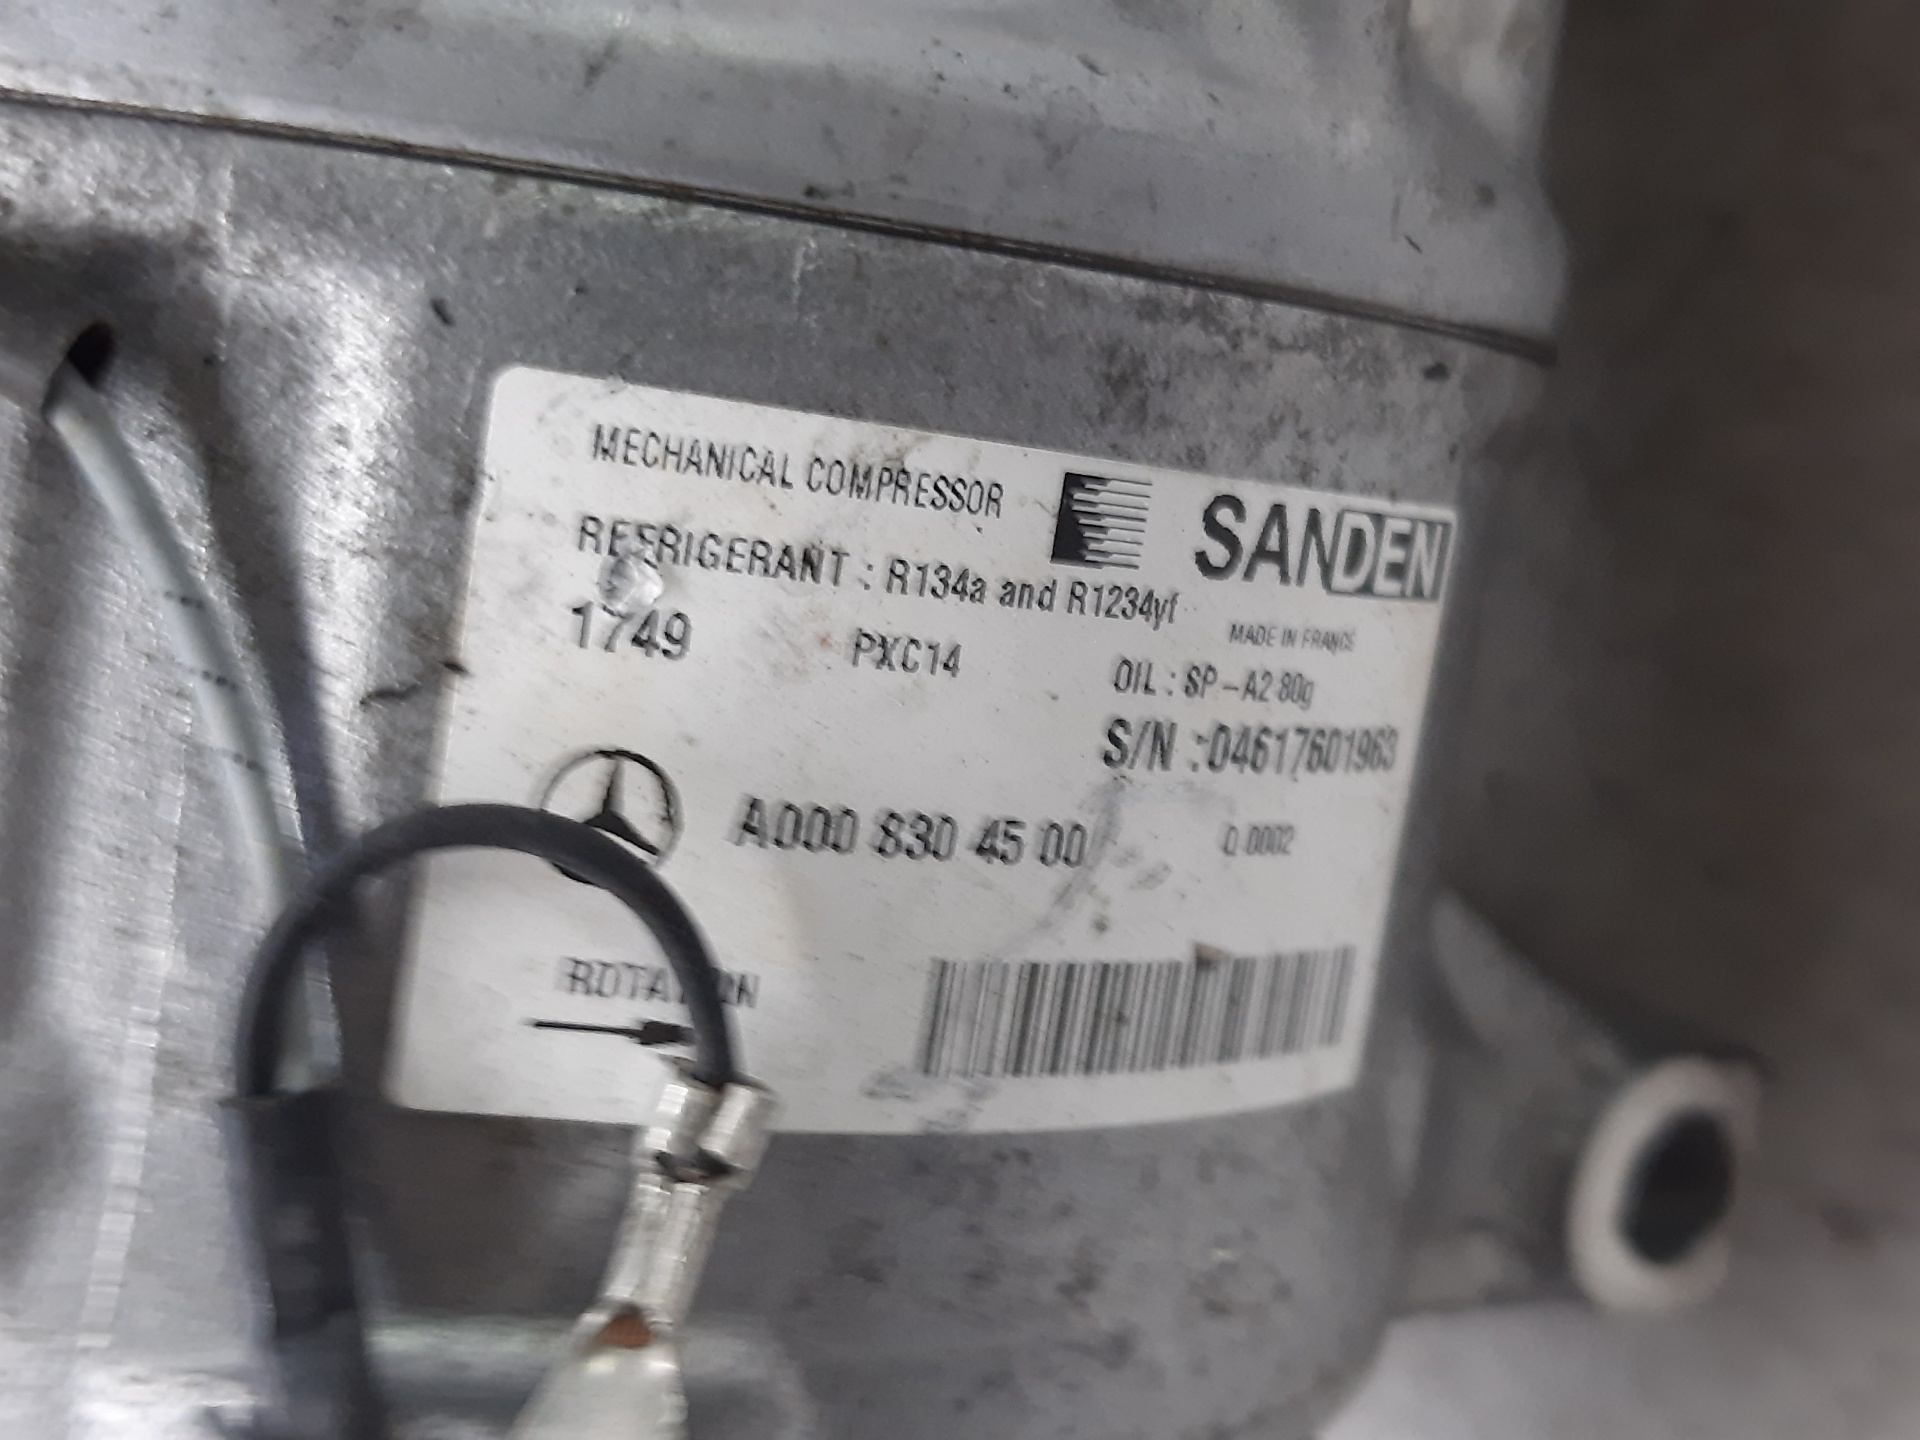 MECHANICAL COMPRESSOR
SANDEN
REFRIGERANT : R134a and R1234yf
MADE IN FRANCE
1749 PXC14 OIL : SP-A2 80g
S/N :04617601963
A000 830 45 00 Q 0002
ROTATION